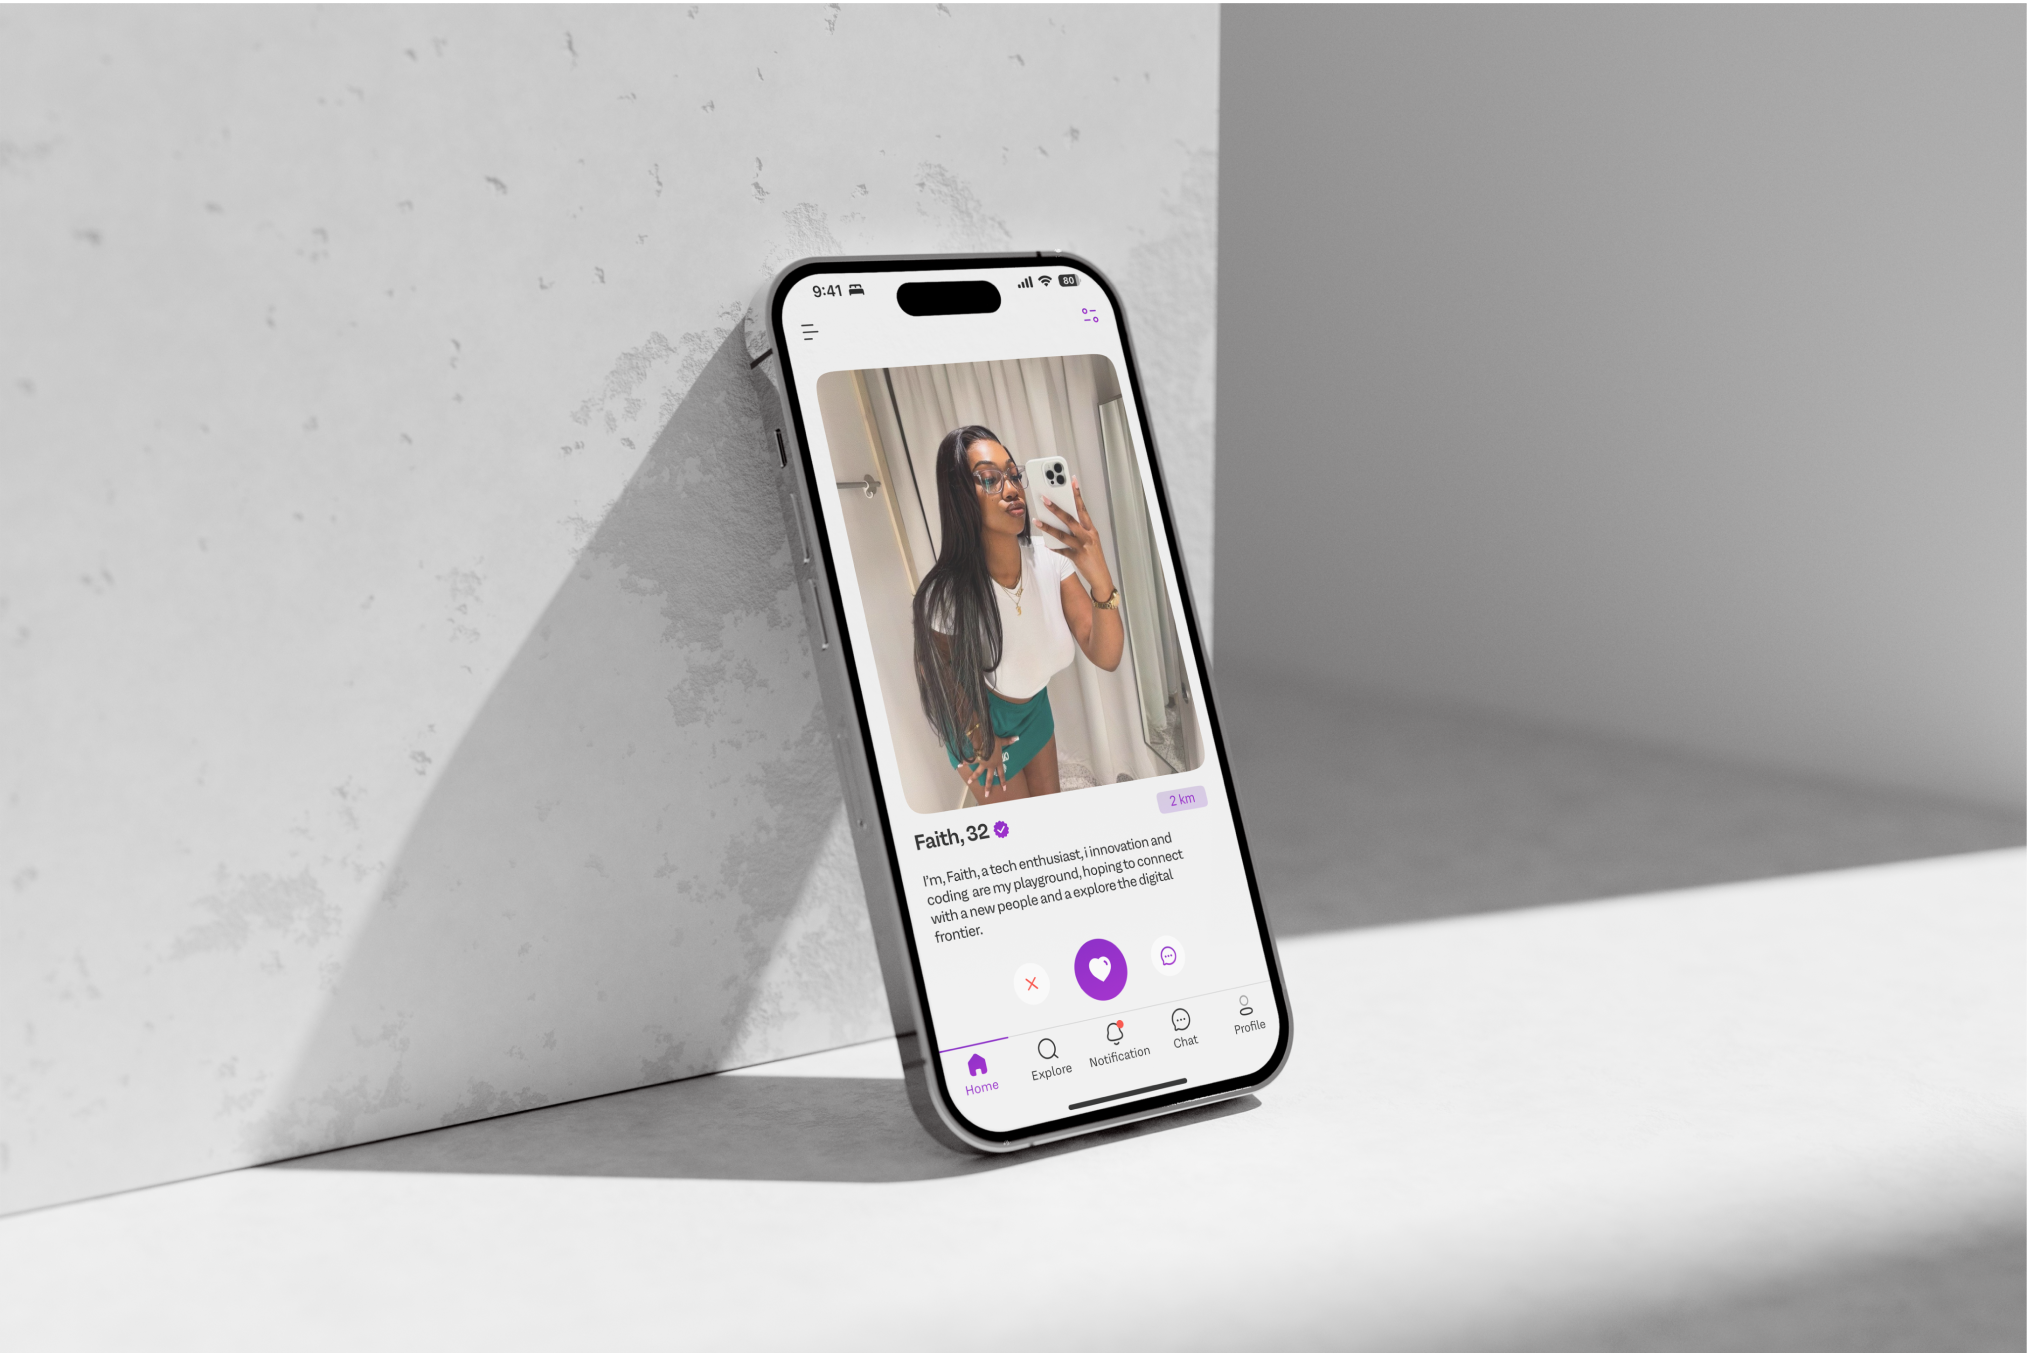 9:41
80
2 km
Faith, 32
I'm, Faith, a tech enthusiast, i innovation and
coding are my playground, hoping to connect
with a new people and a explore the digital
frontier.
Home
Explore
Notification
Chat
Profile